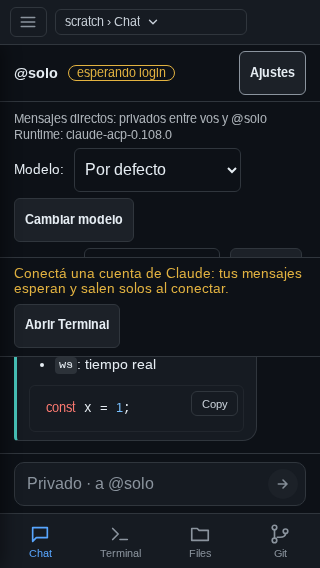 scratch › Chat
@solo esperando login Ajustes
Mensajes directos: privados entre vos y @solo
Runtime: claude-acp-0.108.0
Modelo: Por defecto
Cambiar modelo
Conectá una cuenta de Claude: tus mensajes
esperan y salen solos al conectar.
Abrir Terminal
• ws: tiempo real
const x = 1; Copy
Privado · a @solo
Chat Terminal Files Git